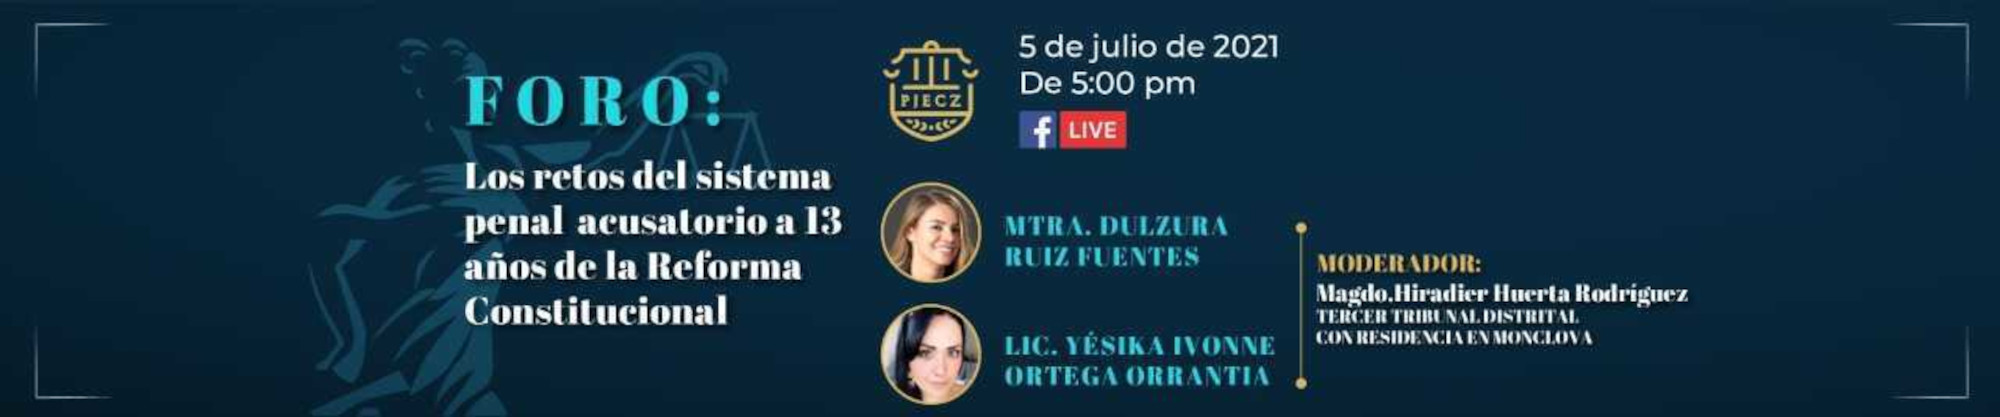 FORO:
Los retos del sistema
penal acusatorio a 13
años de la Reforma
Constitucional
PJECZ
5 de julio de 2021
De 5:00 pm
f LIVE
MTRA. DULZURA
RUIZ FUENTES
LIC. YÉSIKA IVONNE
ORTEGA ORRANTIA
MODERADOR:
Magdo.Hiradier Huerta Rodríguez
TERCER TRIBUNAL DISTRITAL
CON RESIDENCIA EN MONCLOVA